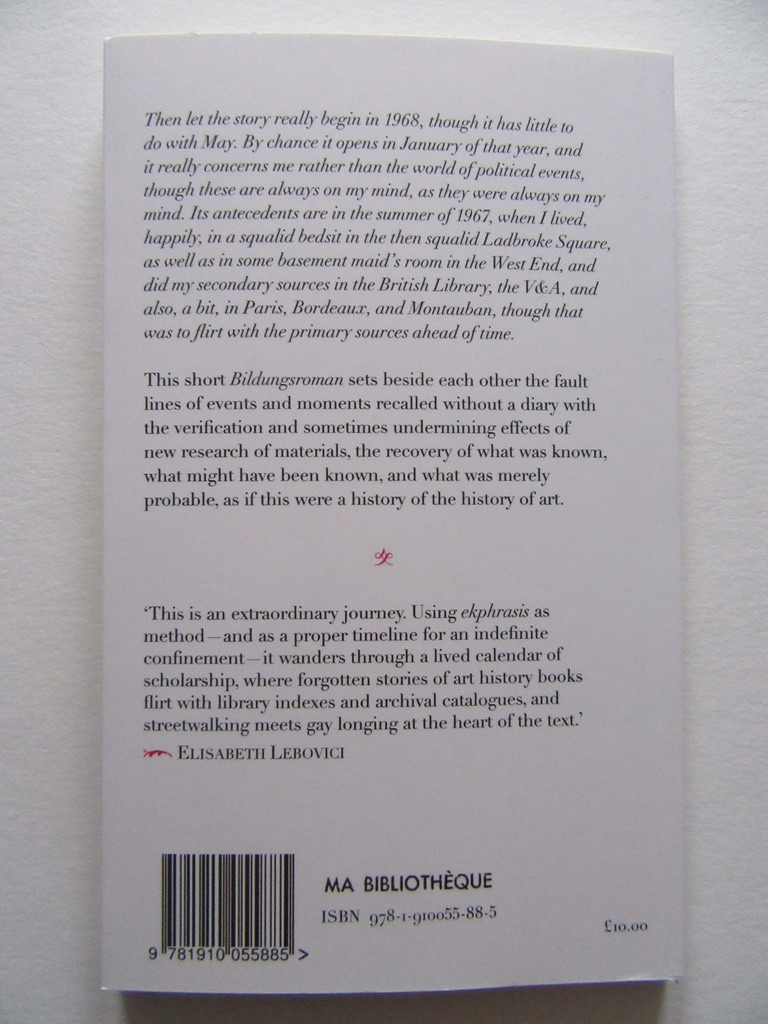 Then let the story really begin in 1968, though it has little to
do with May. By chance it opens in January of that year, and
it really concerns me rather than the world of political events,
though these are always on my mind, as they were always on my
mind. Its antecedents are in the summer of 1967, when I lived,
happily, in a squalid bedsit in the then squalid Ladbroke Square,
as well as in some basement maid's room in the West End, and
did my secondary sources in the British Library, the V&A, and
also, a bit, in Paris, Bordeaux, and Montauban, though that
was to flirt with the primary sources ahead of time.
This short Bildungsroman sets beside each other the fault
lines of events and moments recalled without a diary with
the verification and sometimes undermining effects of
new research of materials, the recovery of what was known,
what might have been known, and what was merely
probable, as if this were a history of the history of art.
‘This is an extraordinary journey. Using ekphrasis as
method—and as a proper timeline for an indefinite
confinement—it wanders through a lived calendar of
scholarship, where forgotten stories of art history books
flirt with library indexes and archival catalogues, and
streetwalking meets gay longing at the heart of the text.’
ELISABETH LEBOVICI
MA BIBLIOTHÈQUE
ISBN 978-1-910055-88-5
£10.00
9 781910 055885 >